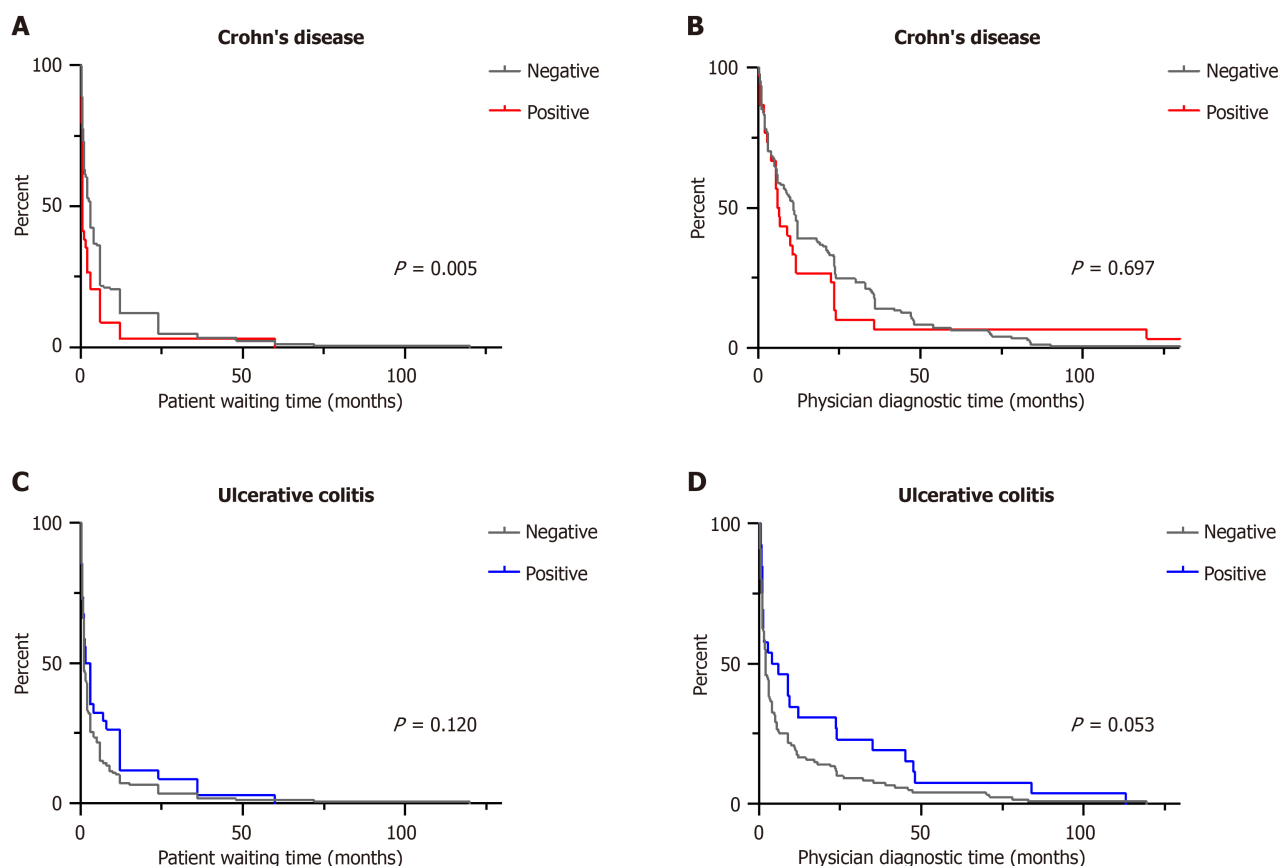 A
Crohn's disease
100
50
0
Percent
Negative
Positive
P = 0.005
0 50 100
Patient waiting time (months)
B
Crohn's disease
100
50
0
Percent
Negative
Positive
P = 0.697
0 25 50 100
Physician diagnostic time (months)
C
Ulcerative colitis
100
50
0
Percent
Negative
Positive
P = 0.120
0 50 100
Patient waiting time (months)
D
Ulcerative colitis
100
50
0
Percent
Negative
Positive
P = 0.053
0 50 100
Physician diagnostic time (months)